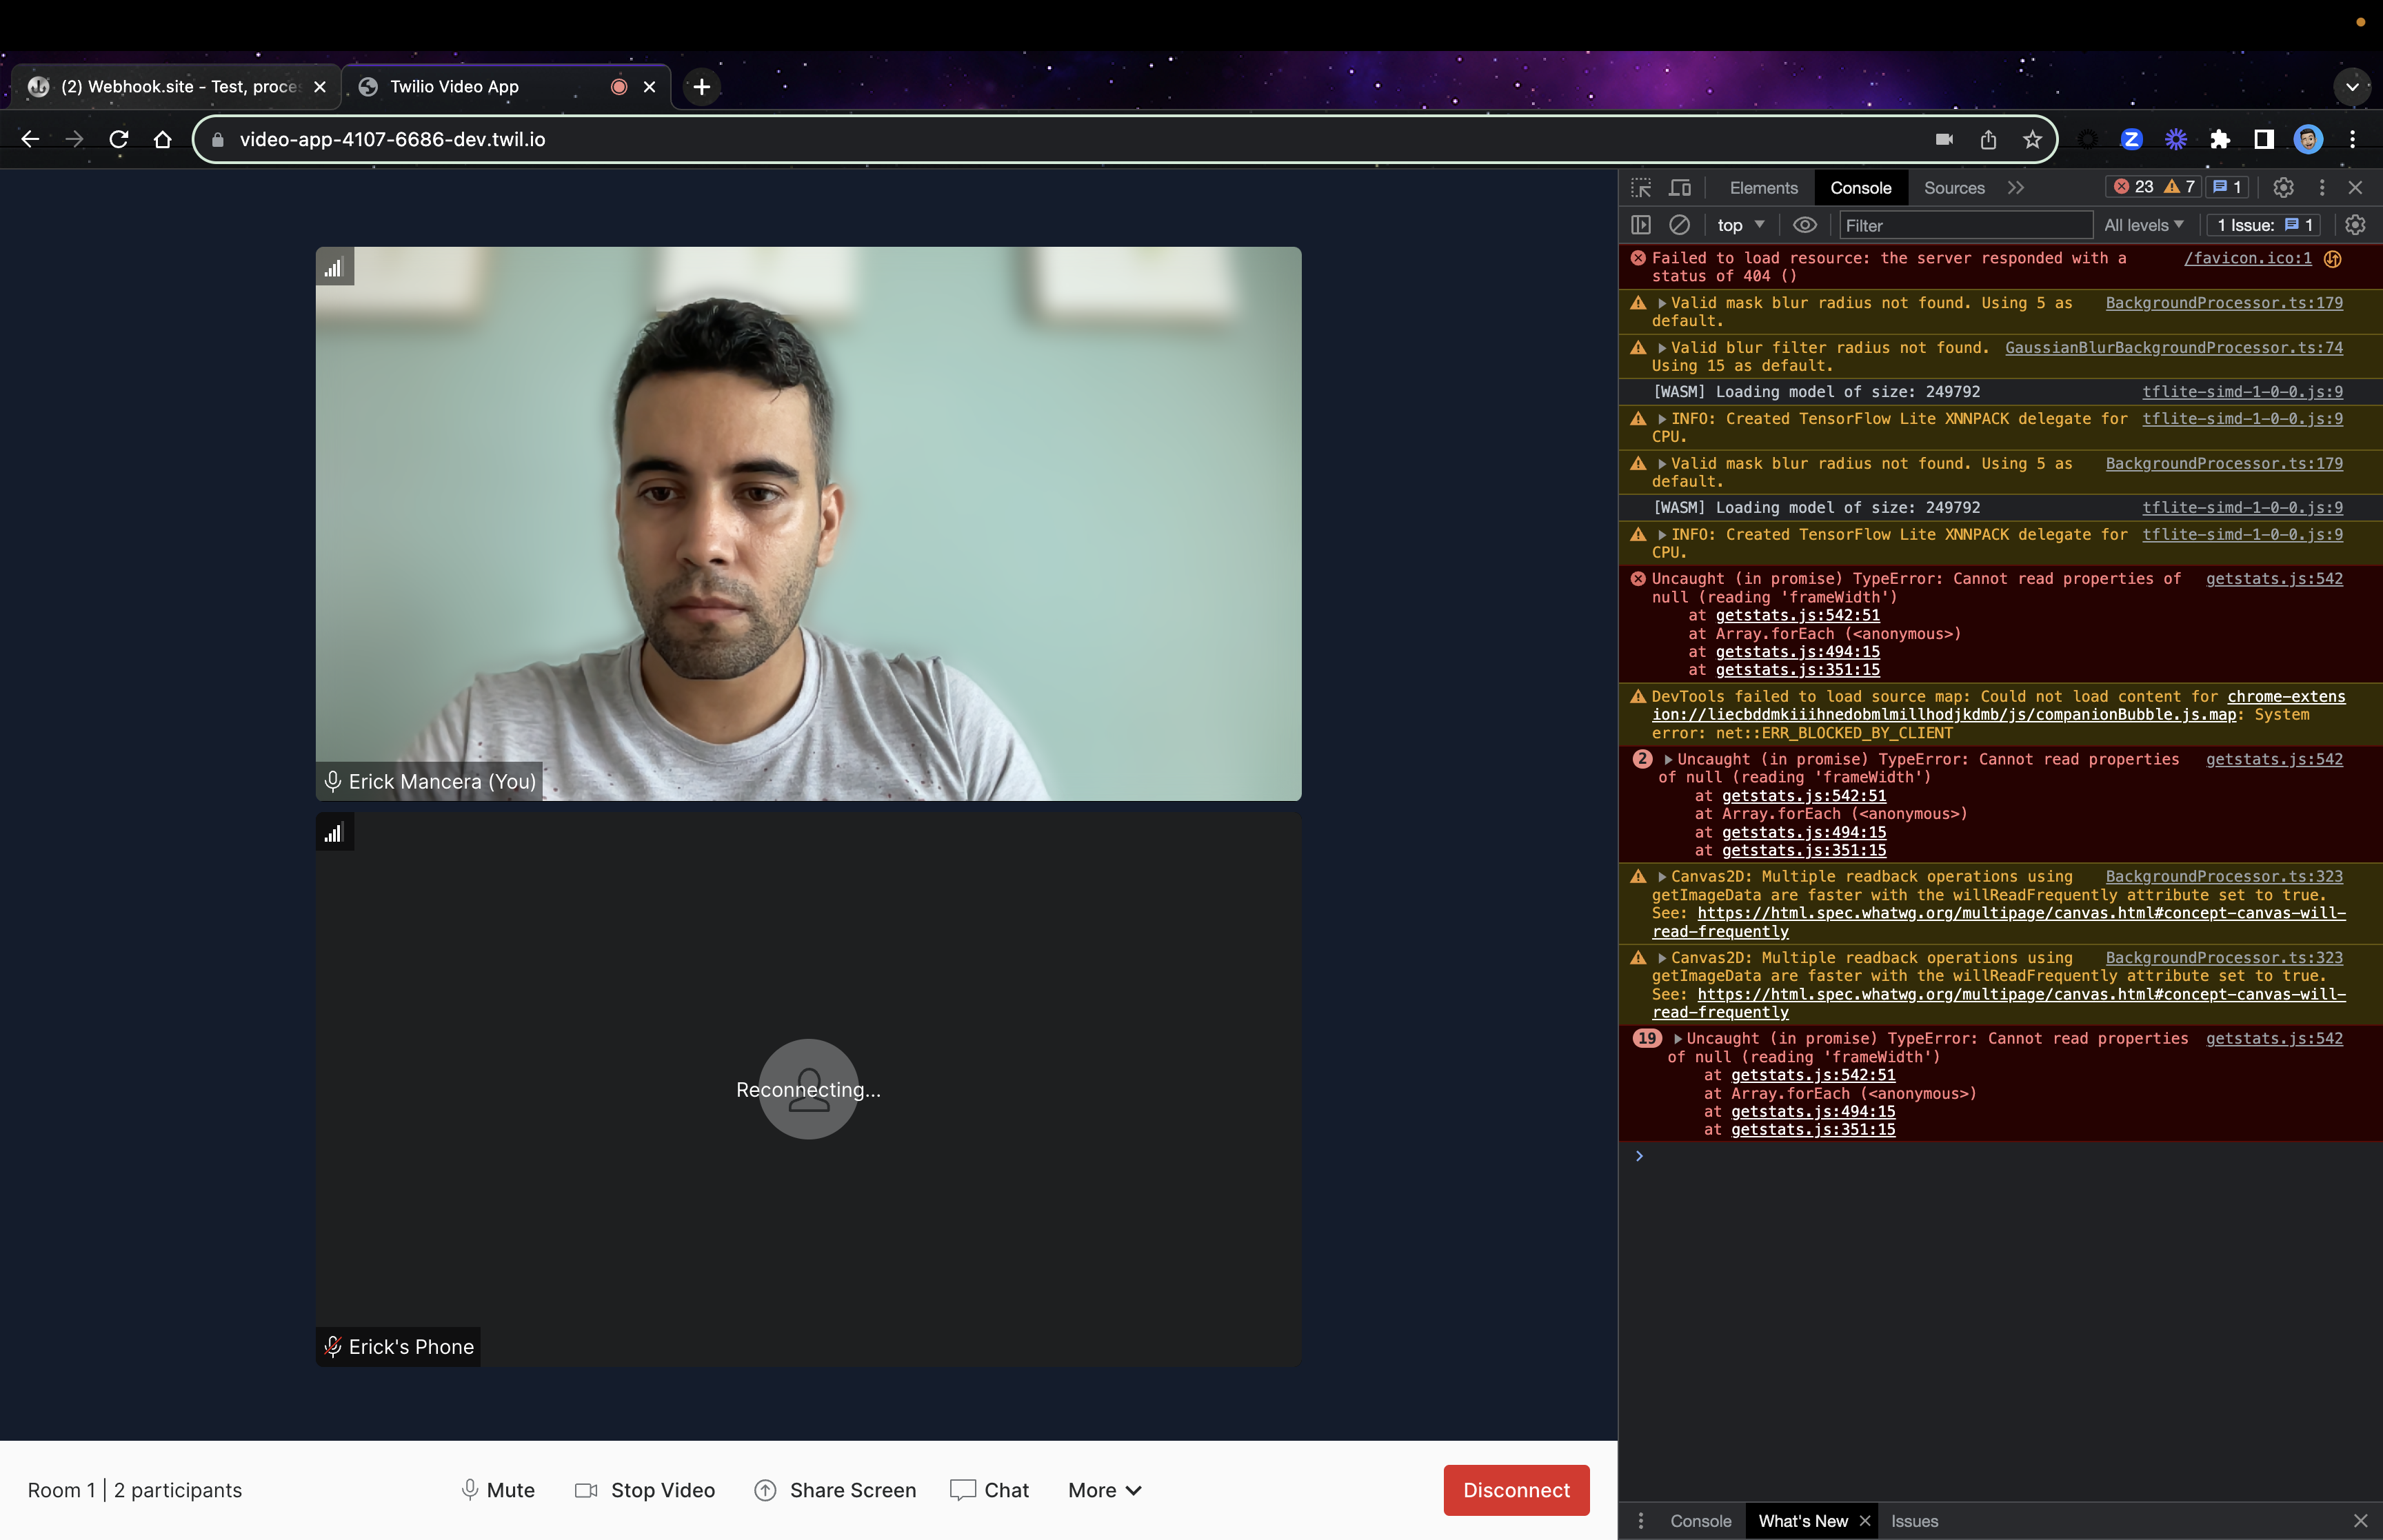 (2) Webhook.site - Test, proces
Twilio Video App
video-app-4107-6686-dev.twil.io
Z
Erick Mancera (You)
Reconnecting...
Erick's Phone
Room 1 | 2 participants
Mute
Stop Video
Share Screen
Chat
More
Disconnect
Elements
Console
Sources
23
7
1
top
Filter
All levels
1 Issue:
1
Failed to load resource: the server responded with a /favicon.ico:1
status of 404 ()
Valid mask blur radius not found. Using 5 as BackgroundProcessor.ts:179
default.
Valid blur filter radius not found. GaussianBlurBackgroundProcessor.ts:74
Using 15 as default.
[WASM] Loading model of size: 249792 tflite-simd-1-0-0.js:9
INFO: Created TensorFlow Lite XNNPACK delegate for tflite-simd-1-0-0.js:9
CPU.
Valid mask blur radius not found. Using 5 as BackgroundProcessor.ts:179
default.
[WASM] Loading model of size: 249792 tflite-simd-1-0-0.js:9
INFO: Created TensorFlow Lite XNNPACK delegate for tflite-simd-1-0-0.js:9
CPU.
Uncaught (in promise) TypeError: Cannot read properties of getstats.js:542
null (reading 'frameWidth')
at getstats.js:542:51
at Array.forEach (<anonymous>)
at getstats.js:494:15
at getstats.js:351:15
DevTools failed to load source map: Could not load content for chrome-extens
ion://liecbddmkiiihnedobmlmillhodjkdmb/js/companionBubble.js.map: System
error: net::ERR_BLOCKED_BY_CLIENT
2 Uncaught (in promise) TypeError: Cannot read properties getstats.js:542
of null (reading 'frameWidth')
at getstats.js:542:51
at Array.forEach (<anonymous>)
at getstats.js:494:15
at getstats.js:351:15
Canvas2D: Multiple readback operations using BackgroundProcessor.ts:323
getImageData are faster with the willReadFrequently attribute set to true.
See: https://html.spec.whatwg.org/multipage/canvas.html#concept-canvas-will-
read-frequently
Canvas2D: Multiple readback operations using BackgroundProcessor.ts:323
getImageData are faster with the willReadFrequently attribute set to true.
See: https://html.spec.whatwg.org/multipage/canvas.html#concept-canvas-will-
read-frequently
19 Uncaught (in promise) TypeError: Cannot read properties getstats.js:542
of null (reading 'frameWidth')
at getstats.js:542:51
at Array.forEach (<anonymous>)
at getstats.js:494:15
at getstats.js:351:15
Console
What's New
Issues